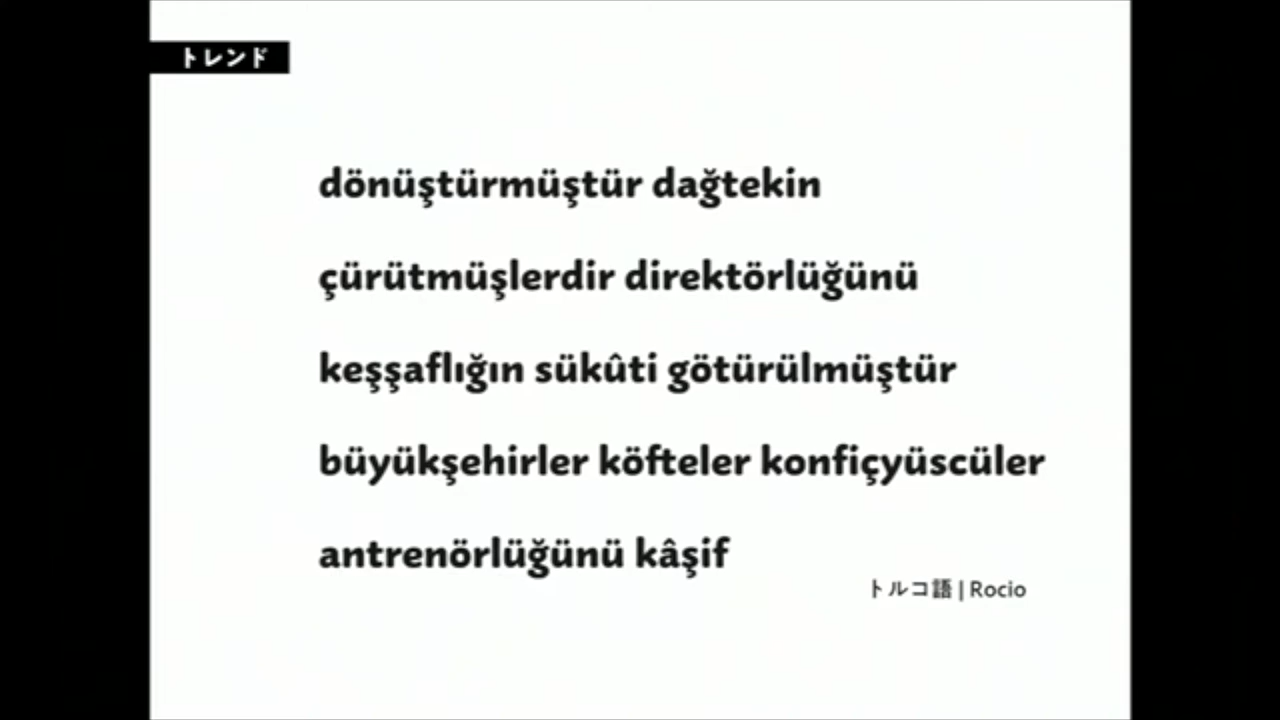 トレンド
dönüştürmüştür dağtekin
çürütmüşlerdir direktörlüğünü
keşşaflığın sükûti götürülmüştür
büyükşehirler köfteler konfiçyüscüler
antrenörlüğünü kâşif
トルコ語 | Rocio